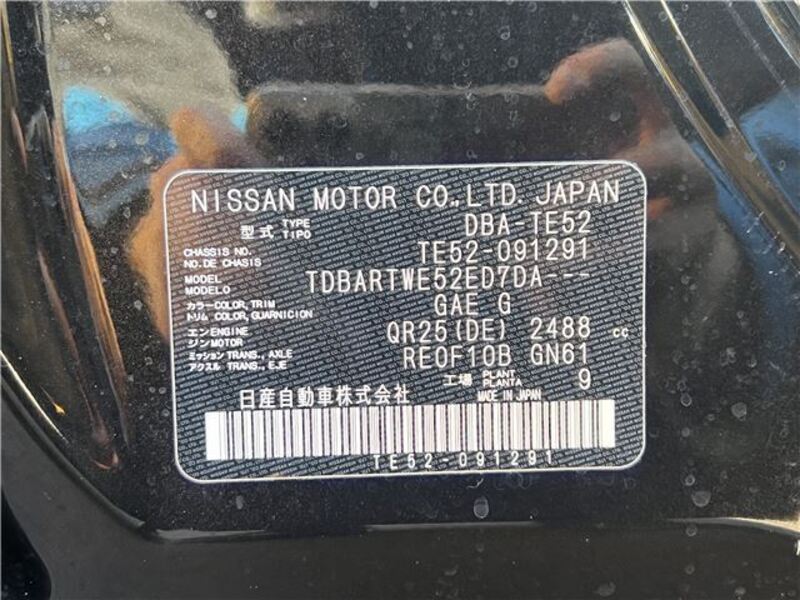 NISSAN MOTOR CO.,LTD. JAPAN
型式 TYPE TIPO DBA-TE52
CHASSIS NO. NO.DE CHASIS TE52-091291
MODEL MODELO TDBARTWE52ED7DA---
カラー COLOR, TRIM トリム COLOR, GUARNICION GAE G
エンジン ENGINE MOTOR QR25(DE) 2488 cc
ミッション TRANS., AXLE アクスル TRANS., EJE RE0F10B GN61
工場 PLANT PLANTA 9
日産自動車株式会社 MADE IN JAPAN
TE52-091291